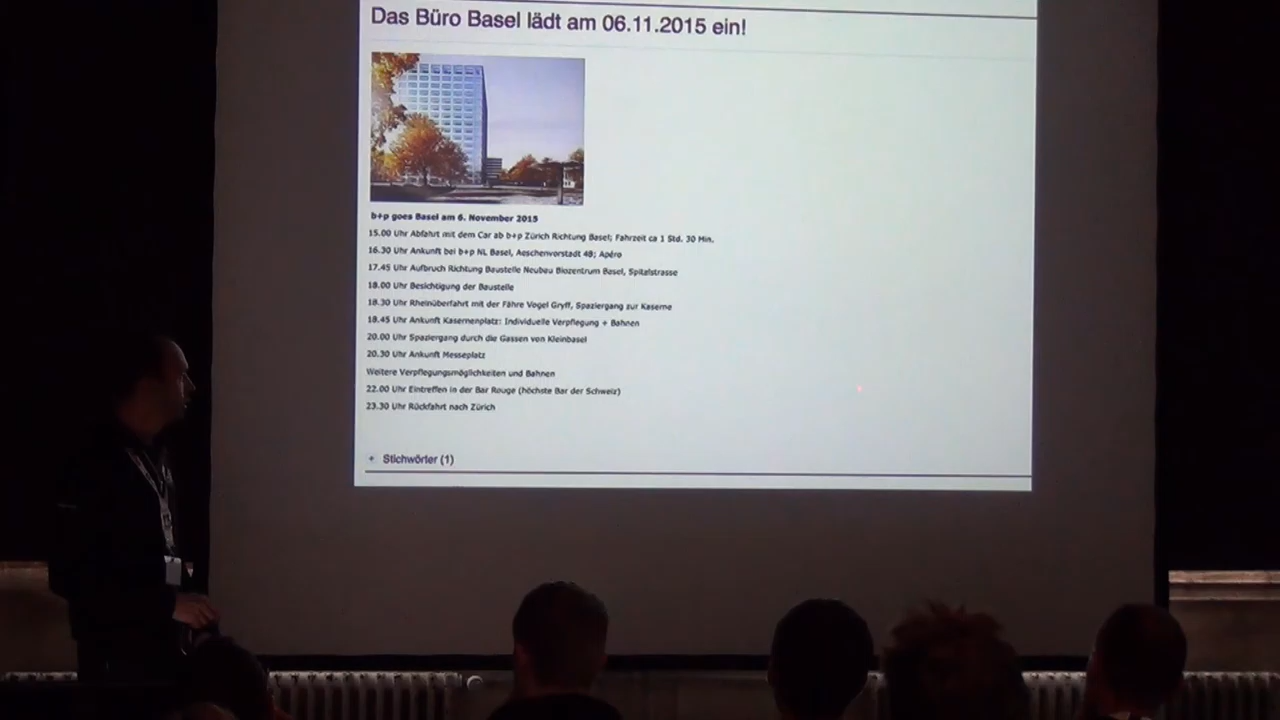 Das Büro Basel lädt am 06.11.2015 ein!
b+p goes Basel am 6. November 2015
15.00 Uhr Abfahrt mit dem Car ab b+p Zürich Richtung Basel; Fahrzeit ca 1 Std. 30 Min.
16.30 Uhr Ankunft bei b+p NL Basel, Aeschenvorstadt 48; Apéro
17.45 Uhr Aufbruch Richtung Baustelle Neubau Biozentrum Basel, Spitalstrasse
18.00 Uhr Besichtigung der Baustelle
18.30 Uhr Rheinüberfahrt mit der Fähre Vogel Gryff, Spaziergang zur Kaserne
18.45 Uhr Ankunft Kasernenplatz: Individuelle Verpflegung + Bahnen
20.00 Uhr Spaziergang durch die Gassen von Kleinbasel
20.30 Uhr Ankunft Messeplatz
Weitere Verpflegungsmöglichkeiten und Bahnen
22.00 Uhr Eintreffen in der Bar Rouge (höchste Bar der Schweiz)
23.30 Uhr Rückfahrt nach Zürich
+ Stichwörter (1)